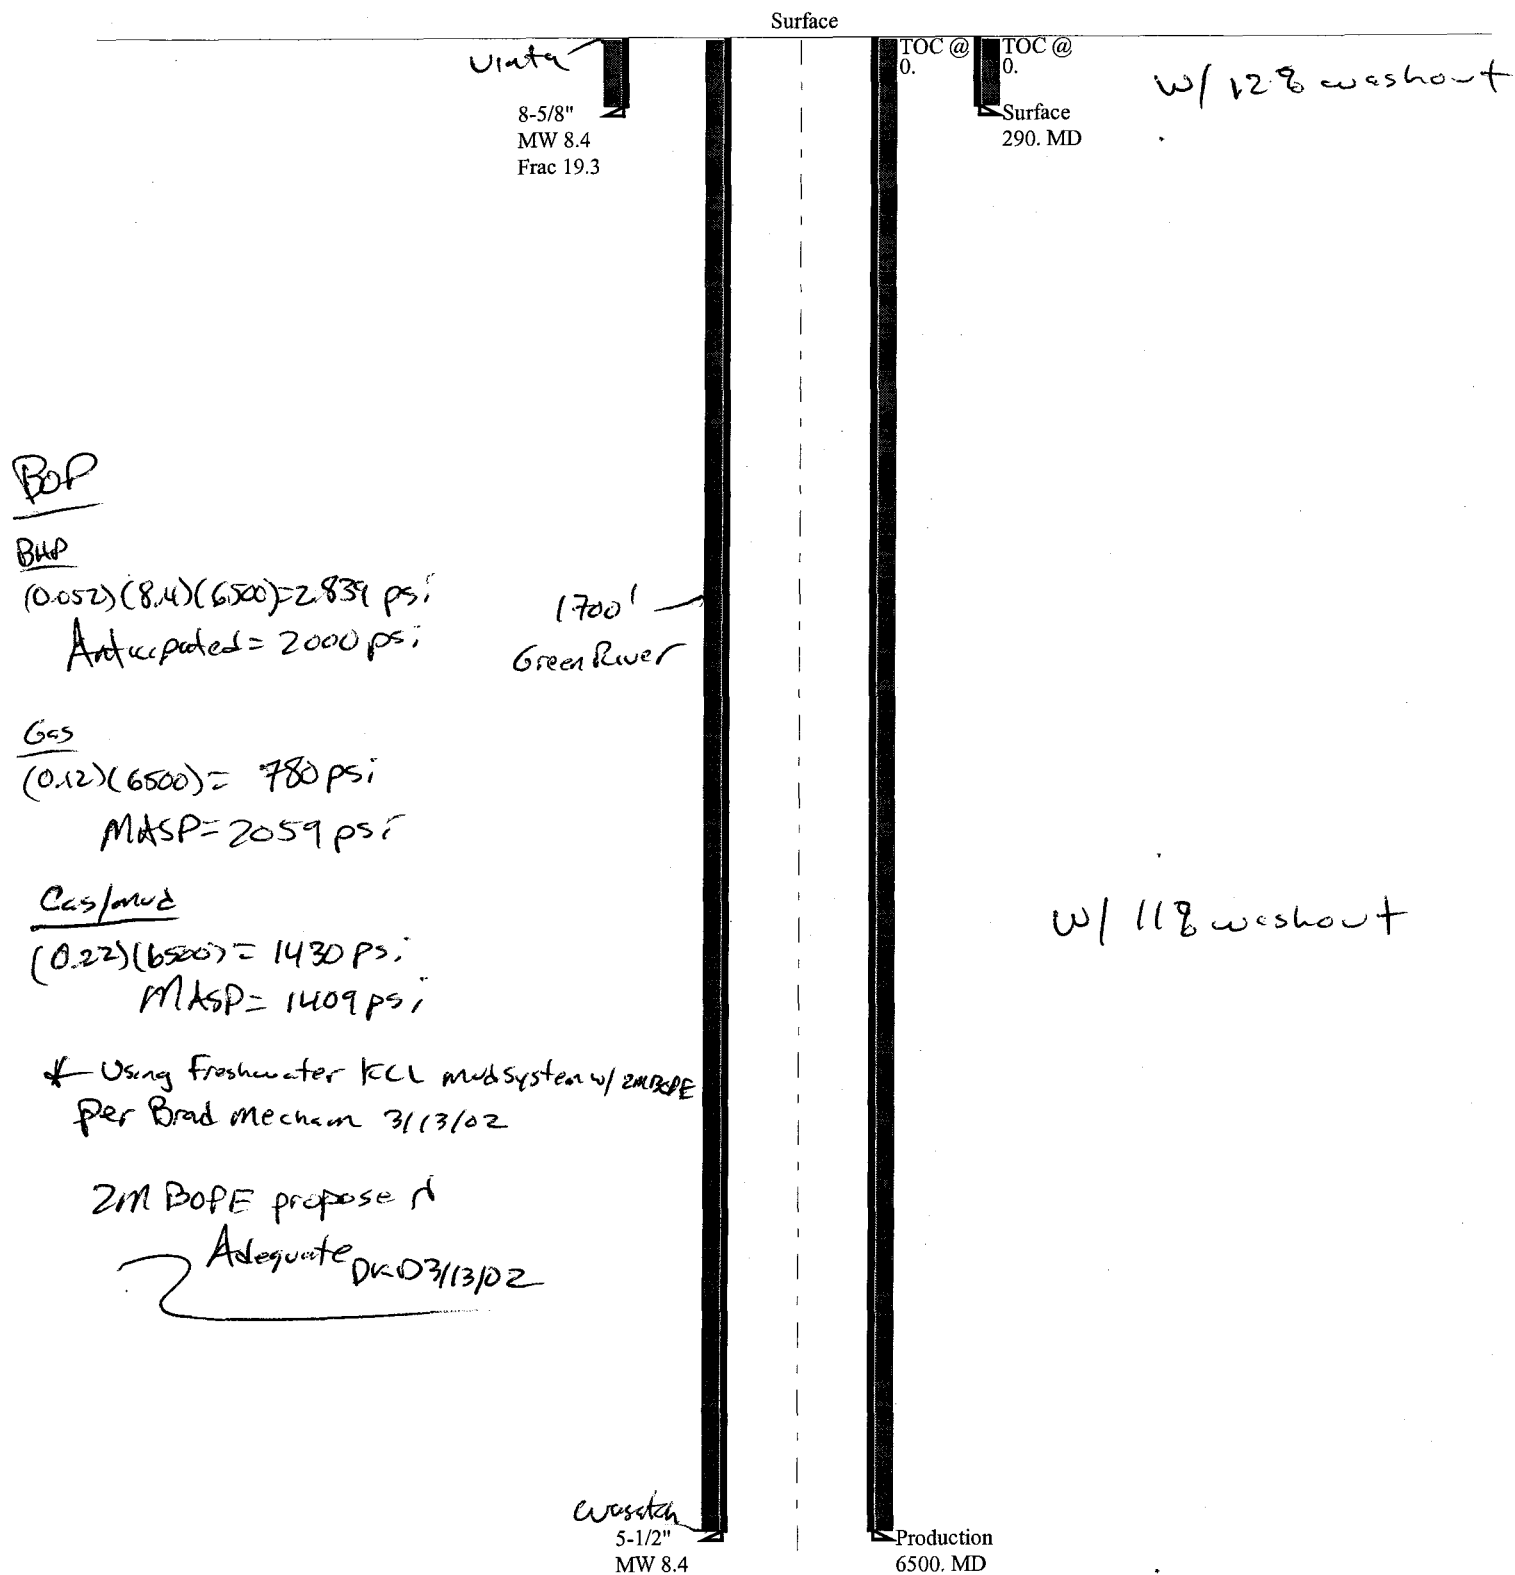 Surface
Uinta
TOC @
0.
TOC @
0.
w/ 12% washout
8-5/8"
MW 8.4
Frac 19.3
Surface
290. MD
BOP
BHP
(0.052)(8.4)(6500)=2839 psi
Anticipated = 2000 psi
1700'
Green River
Gas
(0.12)(6500)= 780 psi
MASP=2059 psi
Gas/mud
(0.22)(6500)= 1430 psi
MASP= 1409 psi
w/ 11% washout
* Using Freshwater KCL mud system w/ 2M BOPE
per Brad Mecham 3/13/02
2M BOPE proposed
Adequate DKD 3/13/02
Wasatch
5-1/2"
MW 8.4
Production
6500. MD